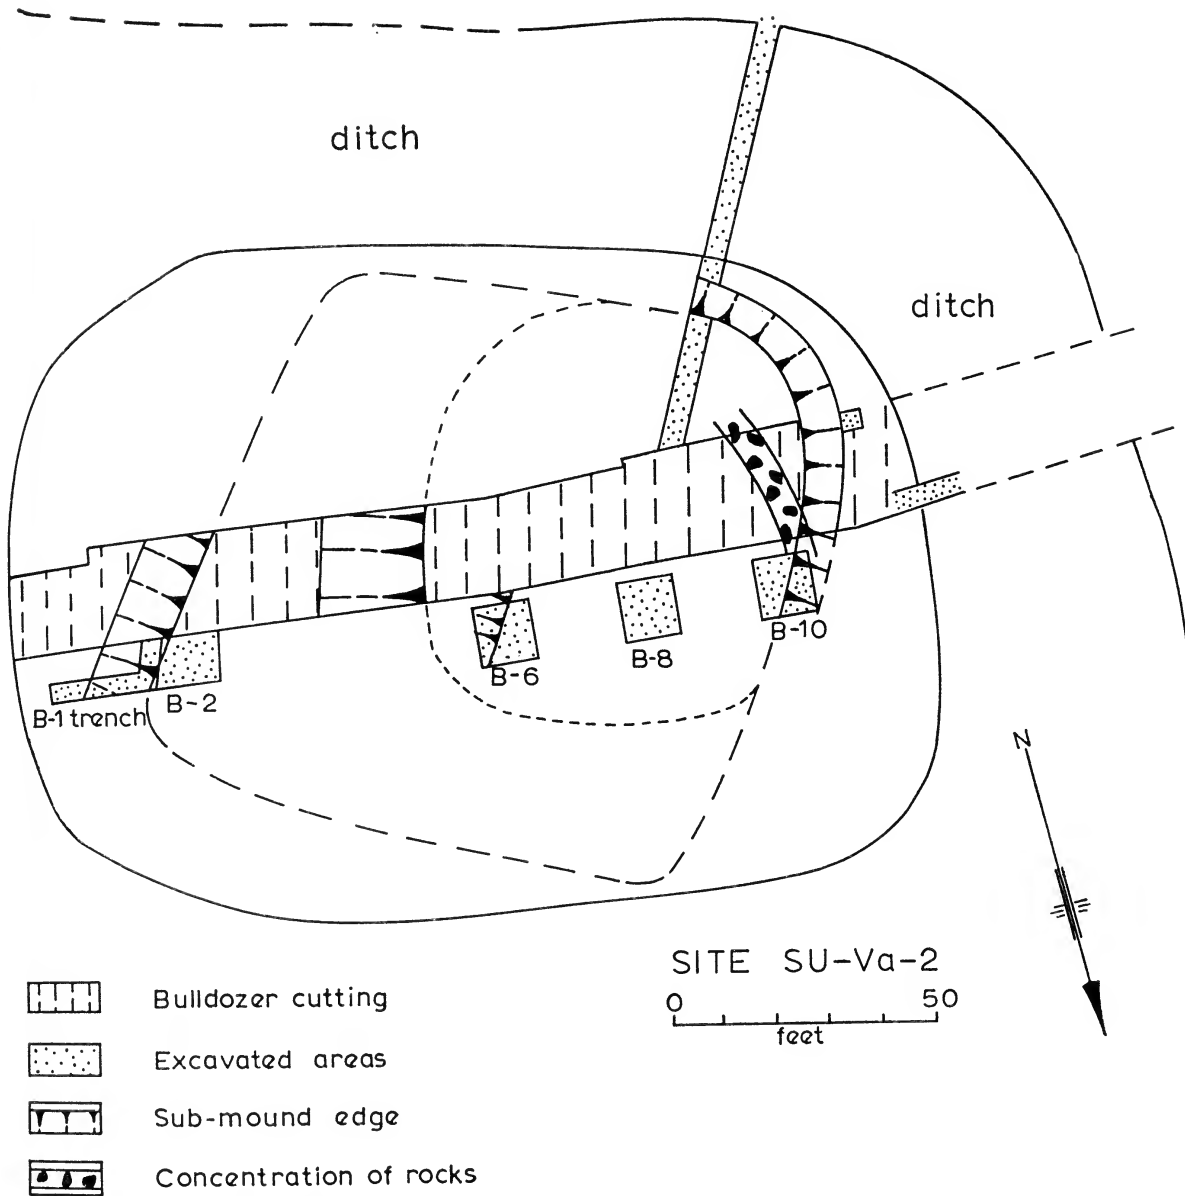 ditch
ditch
B-10
B-8
B-6
B-2
B-1 trench
N
SITE SU-Va-2
0 50
feet
Bulldozer cutting
Excavated areas
Sub-mound edge
Concentration of rocks